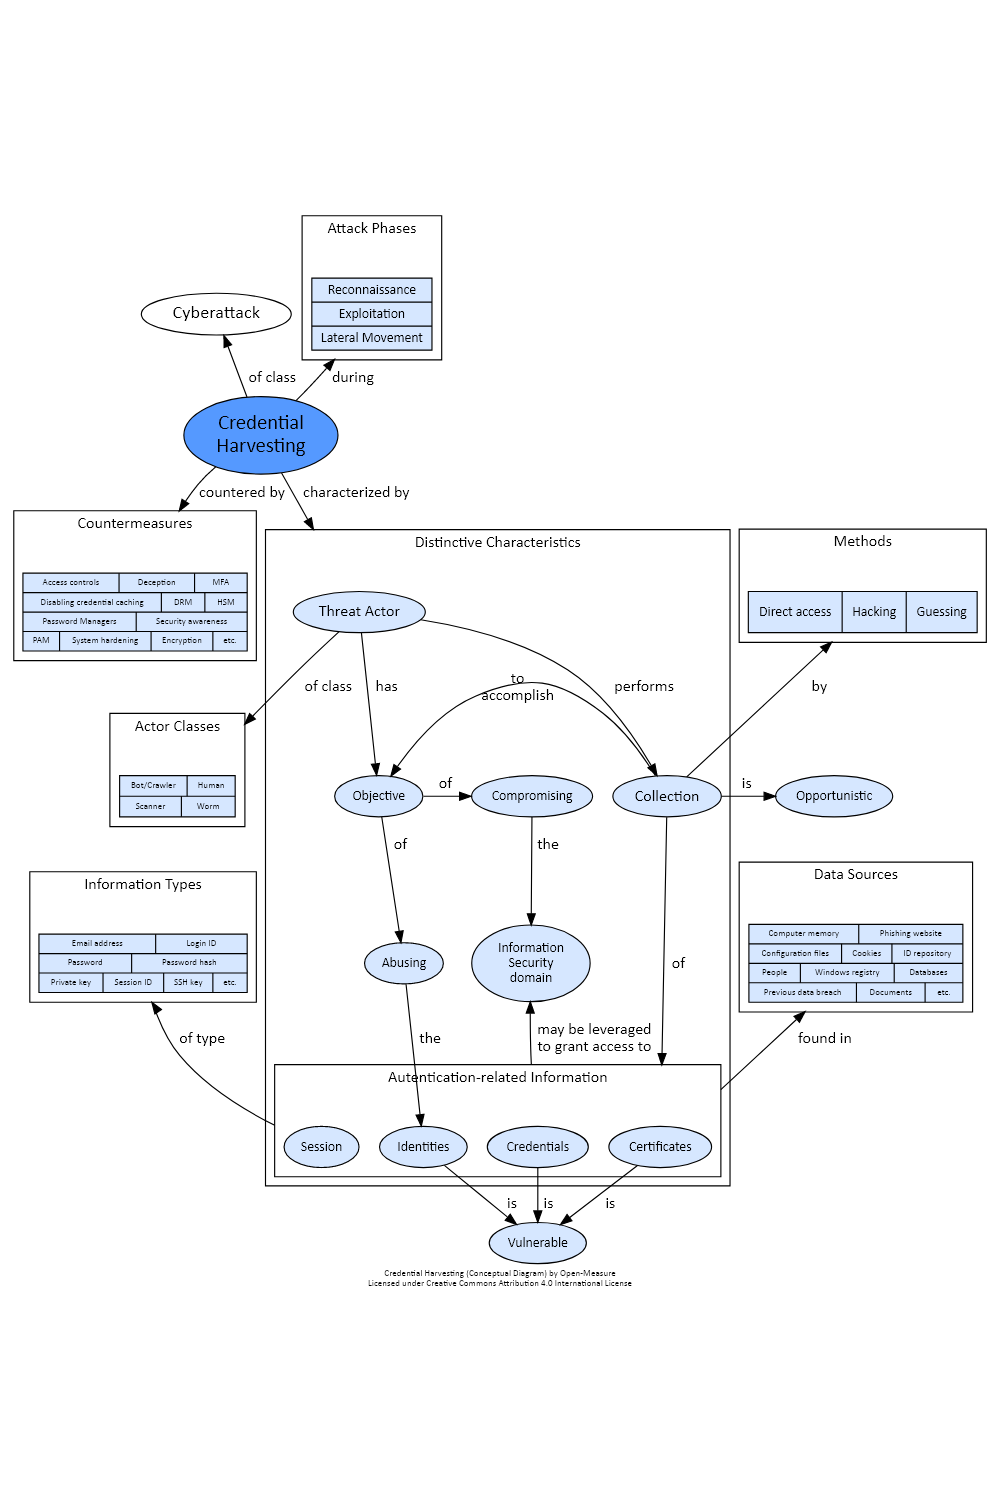 Attack Phases
Reconnaissance
Exploitation
Lateral Movement
Cyberattack
of class
during
Credential
Harvesting
countered by
characterized by
Countermeasures
Access controls
Deception
MFA
Disabling credential caching
DRM
HSM
Password Managers
Security awareness
PAM
System hardening
Encryption
etc.
Distinctive Characteristics
Threat Actor
of class
has
to
accomplish
performs
Methods
Direct access
Hacking
Guessing
by
Actor Classes
Bot/Crawler
Human
Scanner
Worm
Objective
of
Compromising
Collection
is
Opportunistic
of
the
Information Types
Email address
Login ID
Password
Password hash
Private key
Session ID
SSH key
etc.
Abusing
Information
Security
domain
of
Data Sources
Computer memory
Phishing website
Configuration files
Cookies
ID repository
People
Windows registry
Databases
Previous data breach
Documents
etc.
of type
the
may be leveraged
to grant access to
found in
Autentication-related Information
Session
Identities
Credentials
Certificates
is
is
is
Vulnerable
Credential Harvesting (Conceptual Diagram) by Open-Measure
Licensed under Creative Commons Attribution 4.0 International License